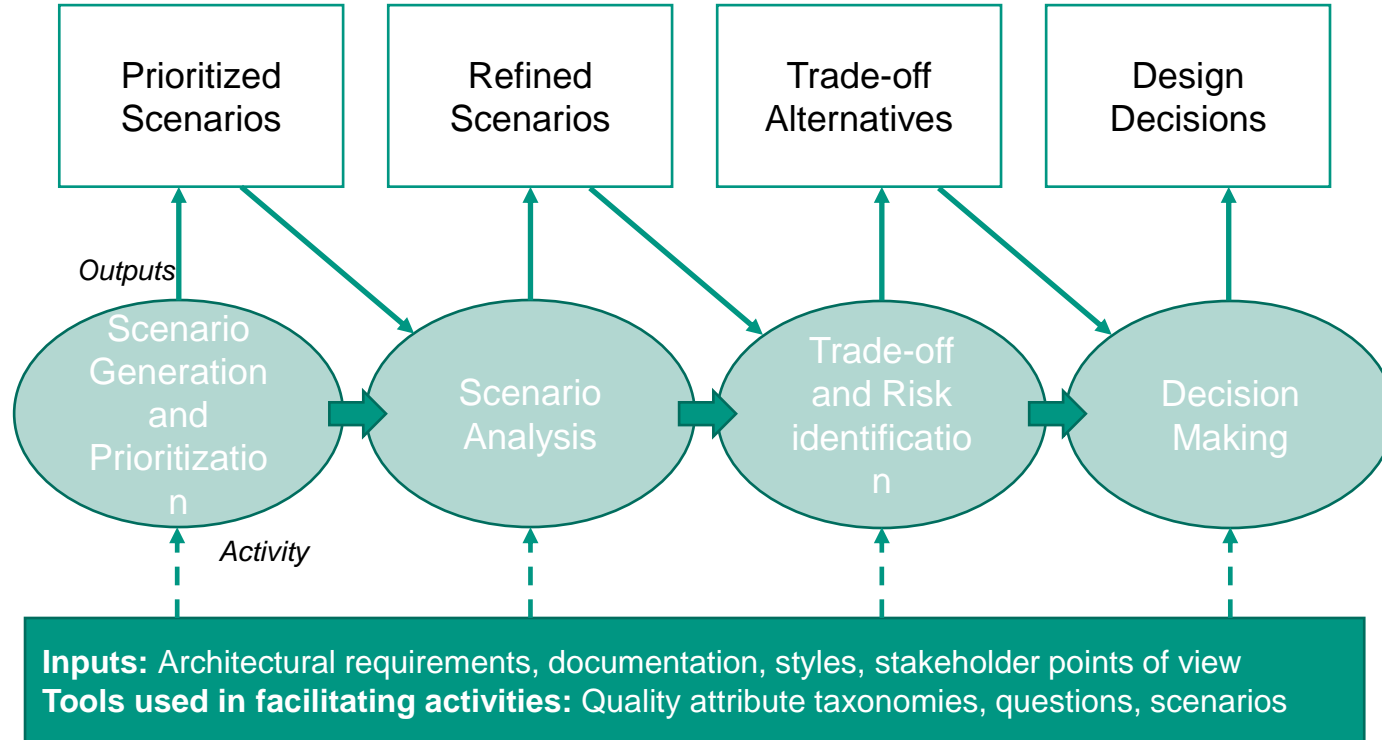 Prioritized
Scenarios
Refined
Scenarios
Trade-off
Alternatives
Design
Decisions
Outputs
Scenario
Generation
and
Prioritizatio
n
Scenario
Analysis
Trade-off
and Risk
identificatio
n
Decision
Making
Activity
Inputs: Architectural requirements, documentation, styles, stakeholder points of view
Tools used in facilitating activities: Quality attribute taxonomies, questions, scenarios